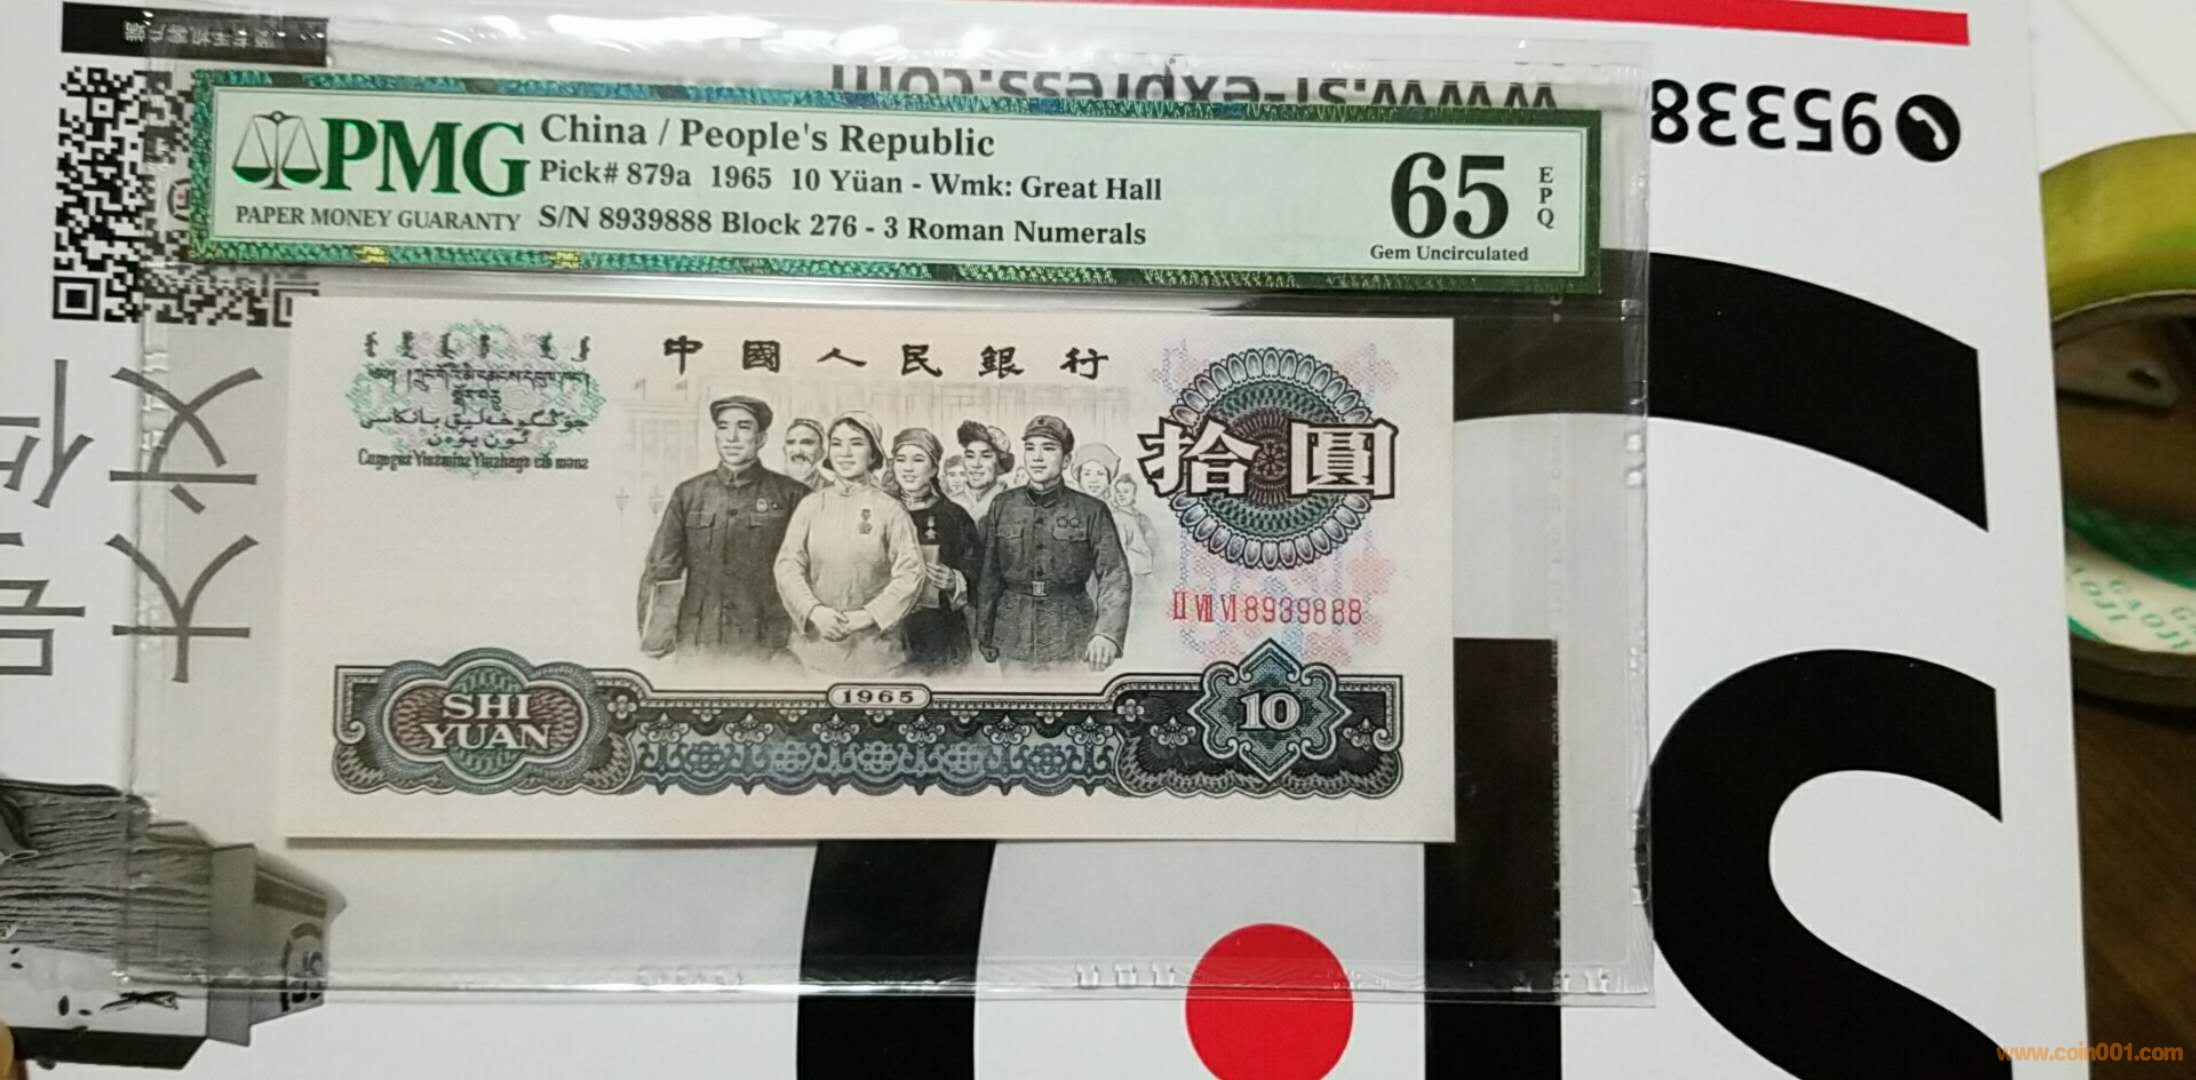 www.sf-express.com
95338
PMG
PAPER MONEY GUARANTY
China / People's Republic
Pick# 879a 1965 10 Yüan - Wmk: Great Hall
S/N 8939888 Block 276 - 3 Roman Numerals
65
EPQ
Gem Uncirculated
中國人民銀行
拾圓
II VII VI 8939888
1965
SHI
YUAN
10
www.coin001.com